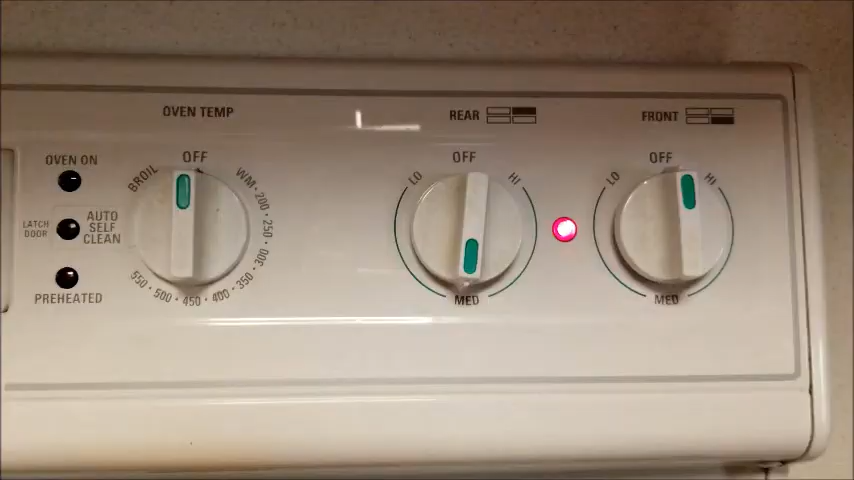 OVEN TEMP
REAR
FRONT
OVEN ON
LATCH DOOR
AUTO SELF CLEAN
PREHEATED
OFF
BROIL
WM • 200 • 250 • 300 • 350 • 400 • 450 • 500 • 550
OFF
LO
HI
MED
OFF
LO
HI
MED